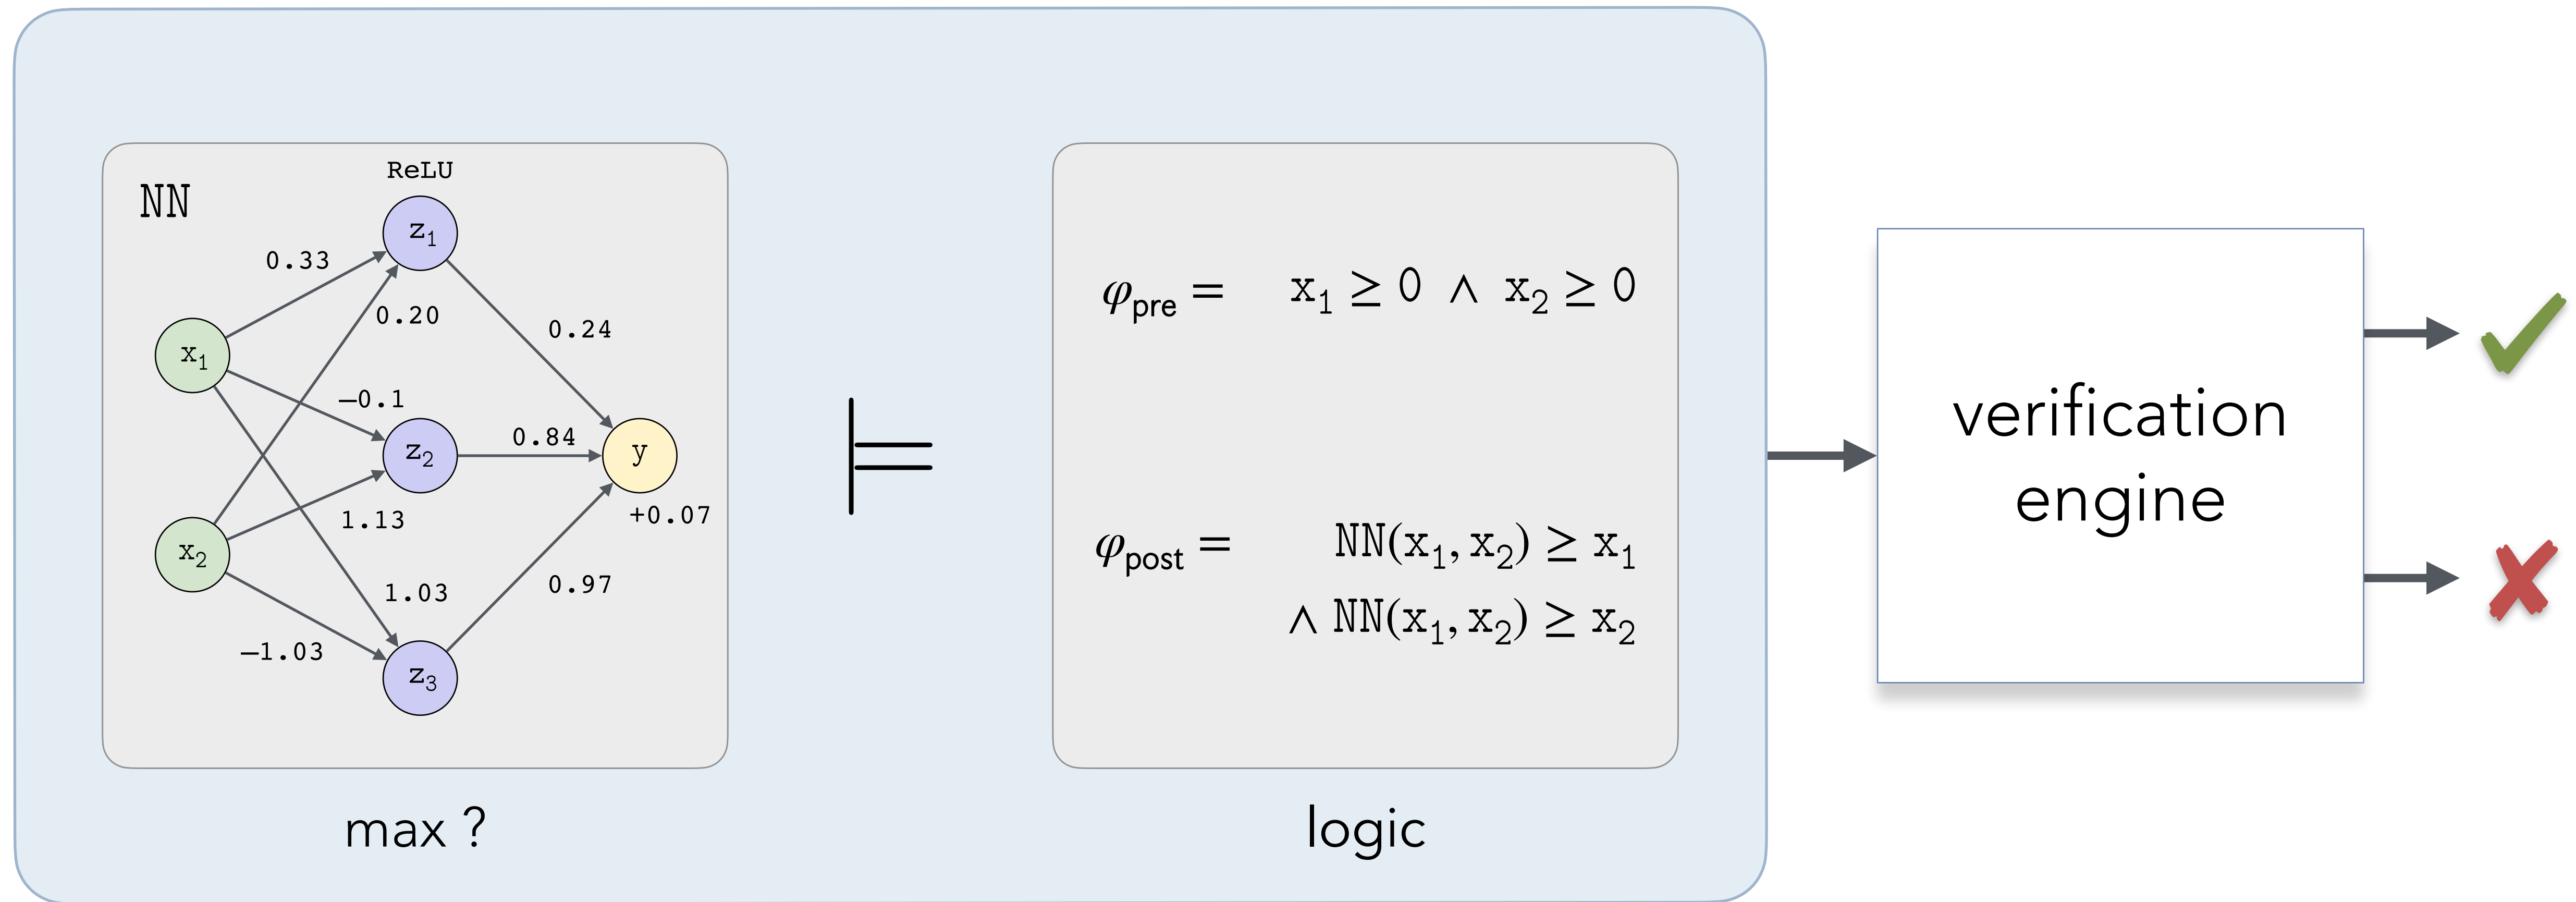 NN
ReLU
z₁
0.33
0.20
0.24
x₁
−0.1
z₂
0.84
y
+0.07
1.13
x₂
1.03
0.97
−1.03
z₃
max ?
⊨
φpre = x₁ ≥ 0 ∧ x₂ ≥ 0
φpost = NN(x₁, x₂) ≥ x₁
∧ NN(x₁, x₂) ≥ x₂
logic
verification
engine